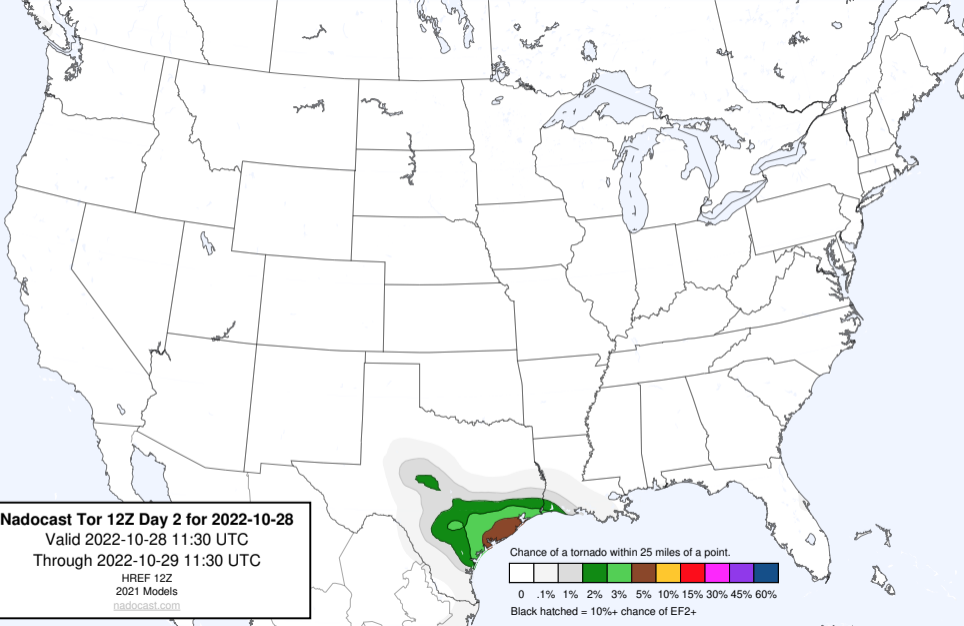 Nadocast Tor 12Z Day 2 for 2022-10-28
Valid 2022-10-28 11:30 UTC
Through 2022-10-29 11:30 UTC
HREF 12Z
2021 Models
nadocast.com
Chance of a tornado within 25 miles of a point.
0 .1% 1% 2% 3% 5% 10% 15% 30% 45% 60%
Black hatched = 10%+ chance of EF2+